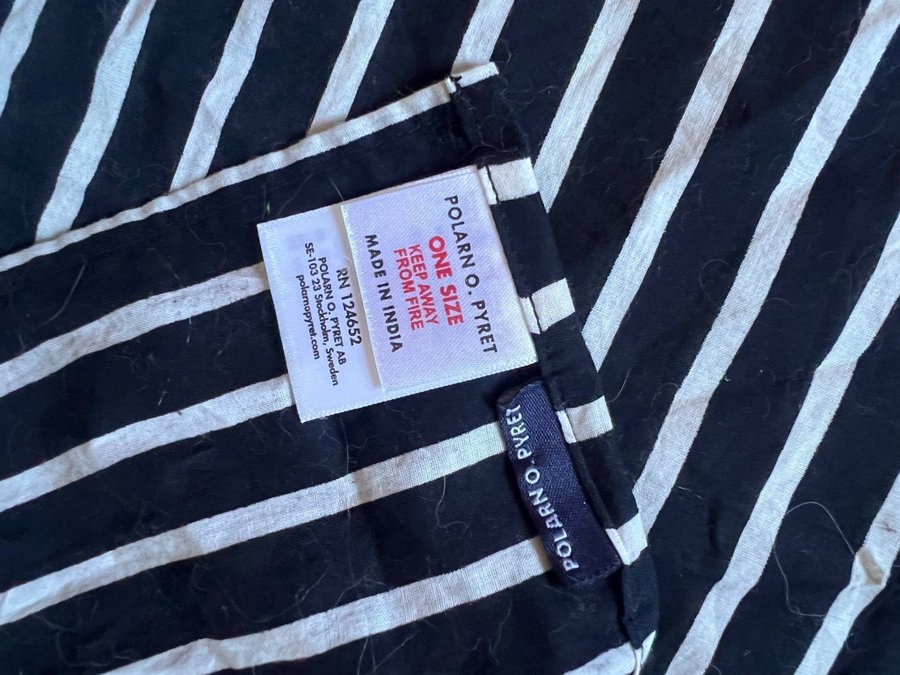 POLARN O. PYRET
ONE SIZE
KEEP AWAY
FROM FIRE
MADE IN INDIA
RN 124652
POLARN O. PYRET AB
SE-103 23 Stockholm, Sweden
polarnopyret.com
POLARN O. PYRET